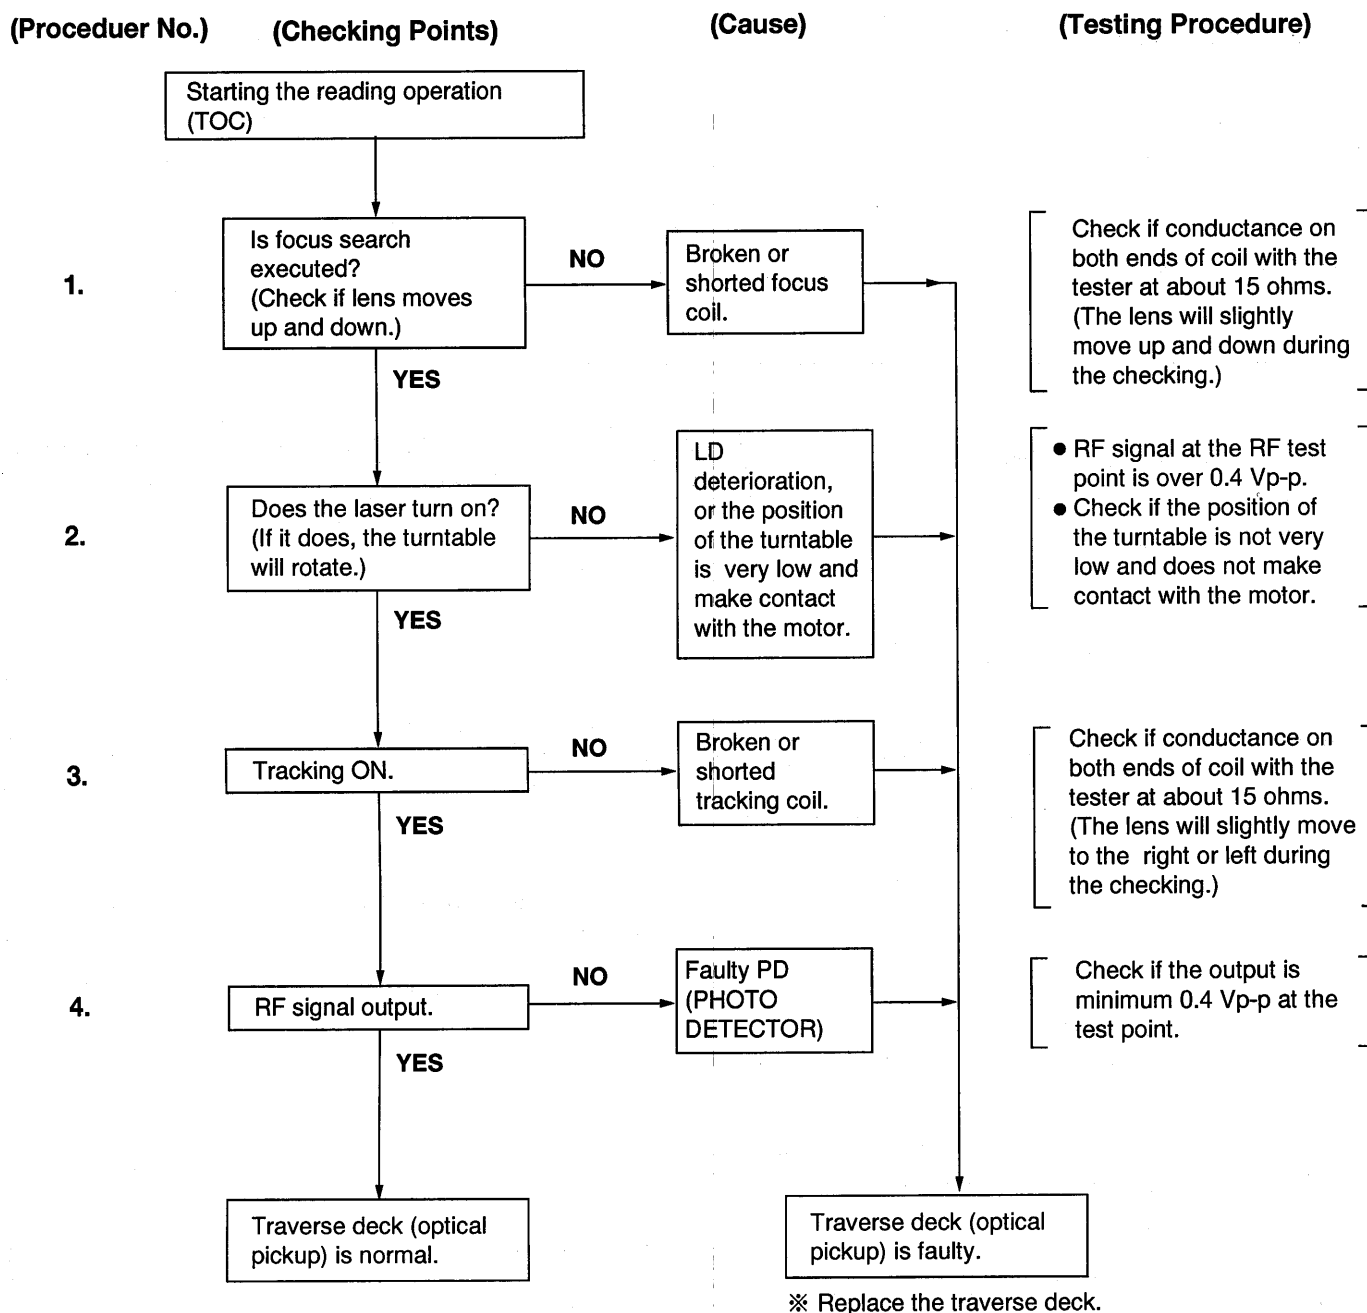 (Proceduer No.)
(Checking Points)
(Cause)
(Testing Procedure)
Starting the reading operation
(TOC)
1.
Is focus search
executed?
(Check if lens moves
up and down.)
NO
Broken or
shorted focus
coil.
Check if conductance on
both ends of coil with the
tester at about 15 ohms.
(The lens will slightly
move up and down during
the checking.)
YES
2.
Does the laser turn on?
(If it does, the turntable
will rotate.)
NO
LD
deterioration,
or the position
of the turntable
is very low and
make contact
with the motor.
● RF signal at the RF test
point is over 0.4 Vp-p.
● Check if the position of
the turntable is not very
low and does not make
contact with the motor.
YES
3.
Tracking ON.
NO
Broken or
shorted
tracking coil.
Check if conductance on
both ends of coil with the
tester at about 15 ohms.
(The lens will slightly move
to the right or left during
the checking.)
YES
4.
RF signal output.
NO
Faulty PD
(PHOTO
DETECTOR)
Check if the output is
minimum 0.4 Vp-p at the
test point.
YES
Traverse deck (optical
pickup) is normal.
Traverse deck (optical
pickup) is faulty.
※ Replace the traverse deck.